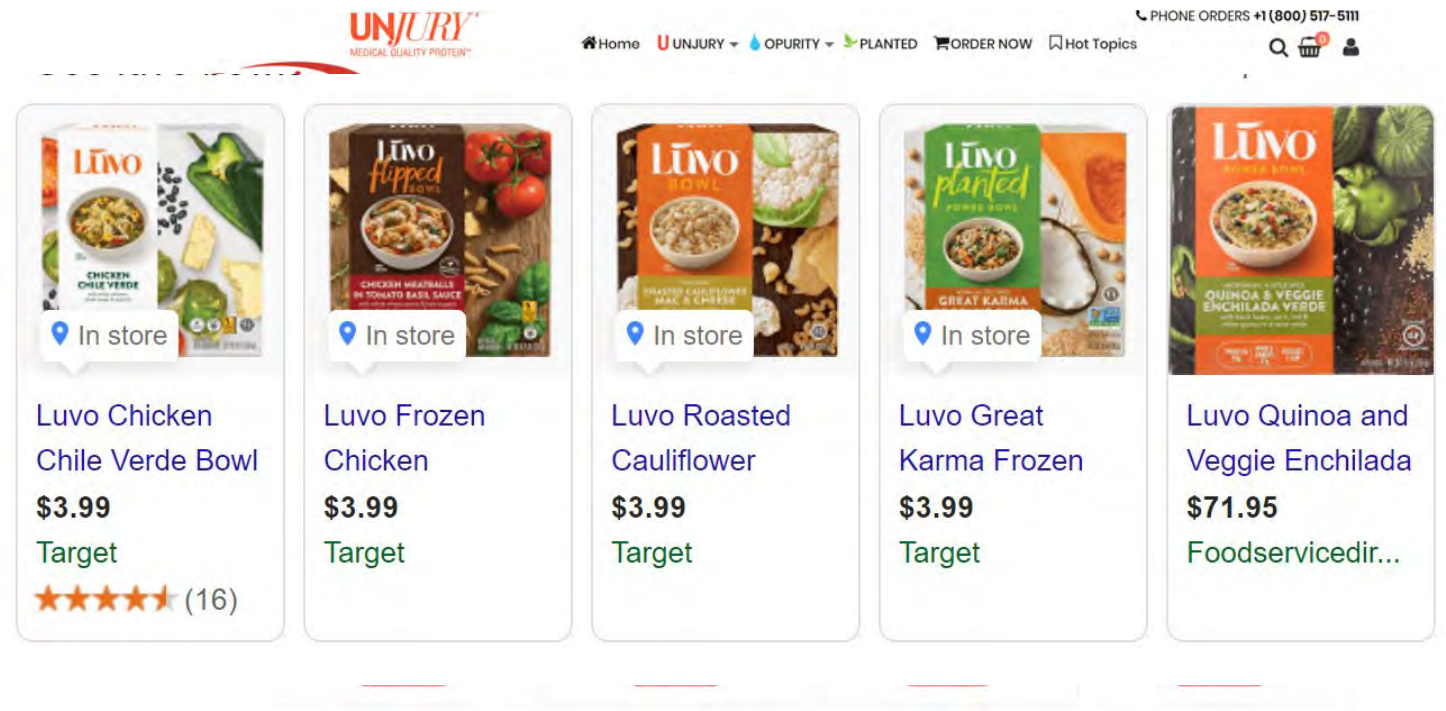 PHONE ORDERS +1 (800) 517-5111
UNJURY
MEDICAL QUALITY PROTEIN™
Home UNJURY OPURITY PLANTED ORDER NOW Hot Topics
0
LŪVO
CHICKEN
CHILE VERDE
LŪVO
flipped
BOWL
CHICKEN MEATBALLS
IN TOMATO BASIL SAUCE
LŪVO
BOWL
ROASTED CAULIFLOWER
MAC & CHEESE
LŪVO
planted
POWER BOWL
GREAT KARMA
LŪVO
POWER BOWL
QUINOA & VEGGIE
ENCHILADA VERDE
In store
In store
In store
In store
Luvo Chicken
Chile Verde Bowl
$3.99
Target
(16)
Luvo Frozen
Chicken
$3.99
Target
Luvo Roasted
Cauliflower
$3.99
Target
Luvo Great
Karma Frozen
$3.99
Target
Luvo Quinoa and
Veggie Enchilada
$71.95
Foodservicedir...